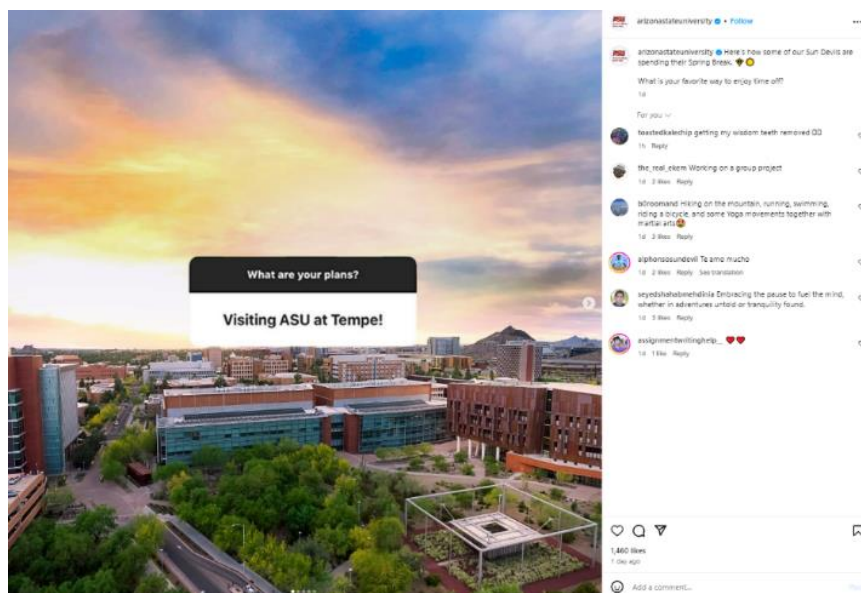 What are your plans?
Visiting ASU at Tempe!
arizonastateuniversity • Follow
arizonastateuniversity Here's how some of our Sun Devils are
spending their Spring Break.
What is your favorite way to enjoy time off?
1d
For you
toastedkalechip getting my wisdom teeth removed
1h Reply
the_real_ekem Working on a group project
1d 2 likes Reply
Hiking on the mountain, running, swimming,
riding a bicycle, and some Yoga movements together with
martial arts
1d 2 likes Reply
alphonsosundevil Te amo mucho
1d 2 likes Reply See translation
seyedshahabmehdinia Embracing the pause to fuel the mind,
whether in adventures untold or tranquility found.
1d 3 likes Reply
assignmentwrittinghelp__ ❤️❤️
1d 1 like Reply
1,460 likes
1 day ago
Add a comment...